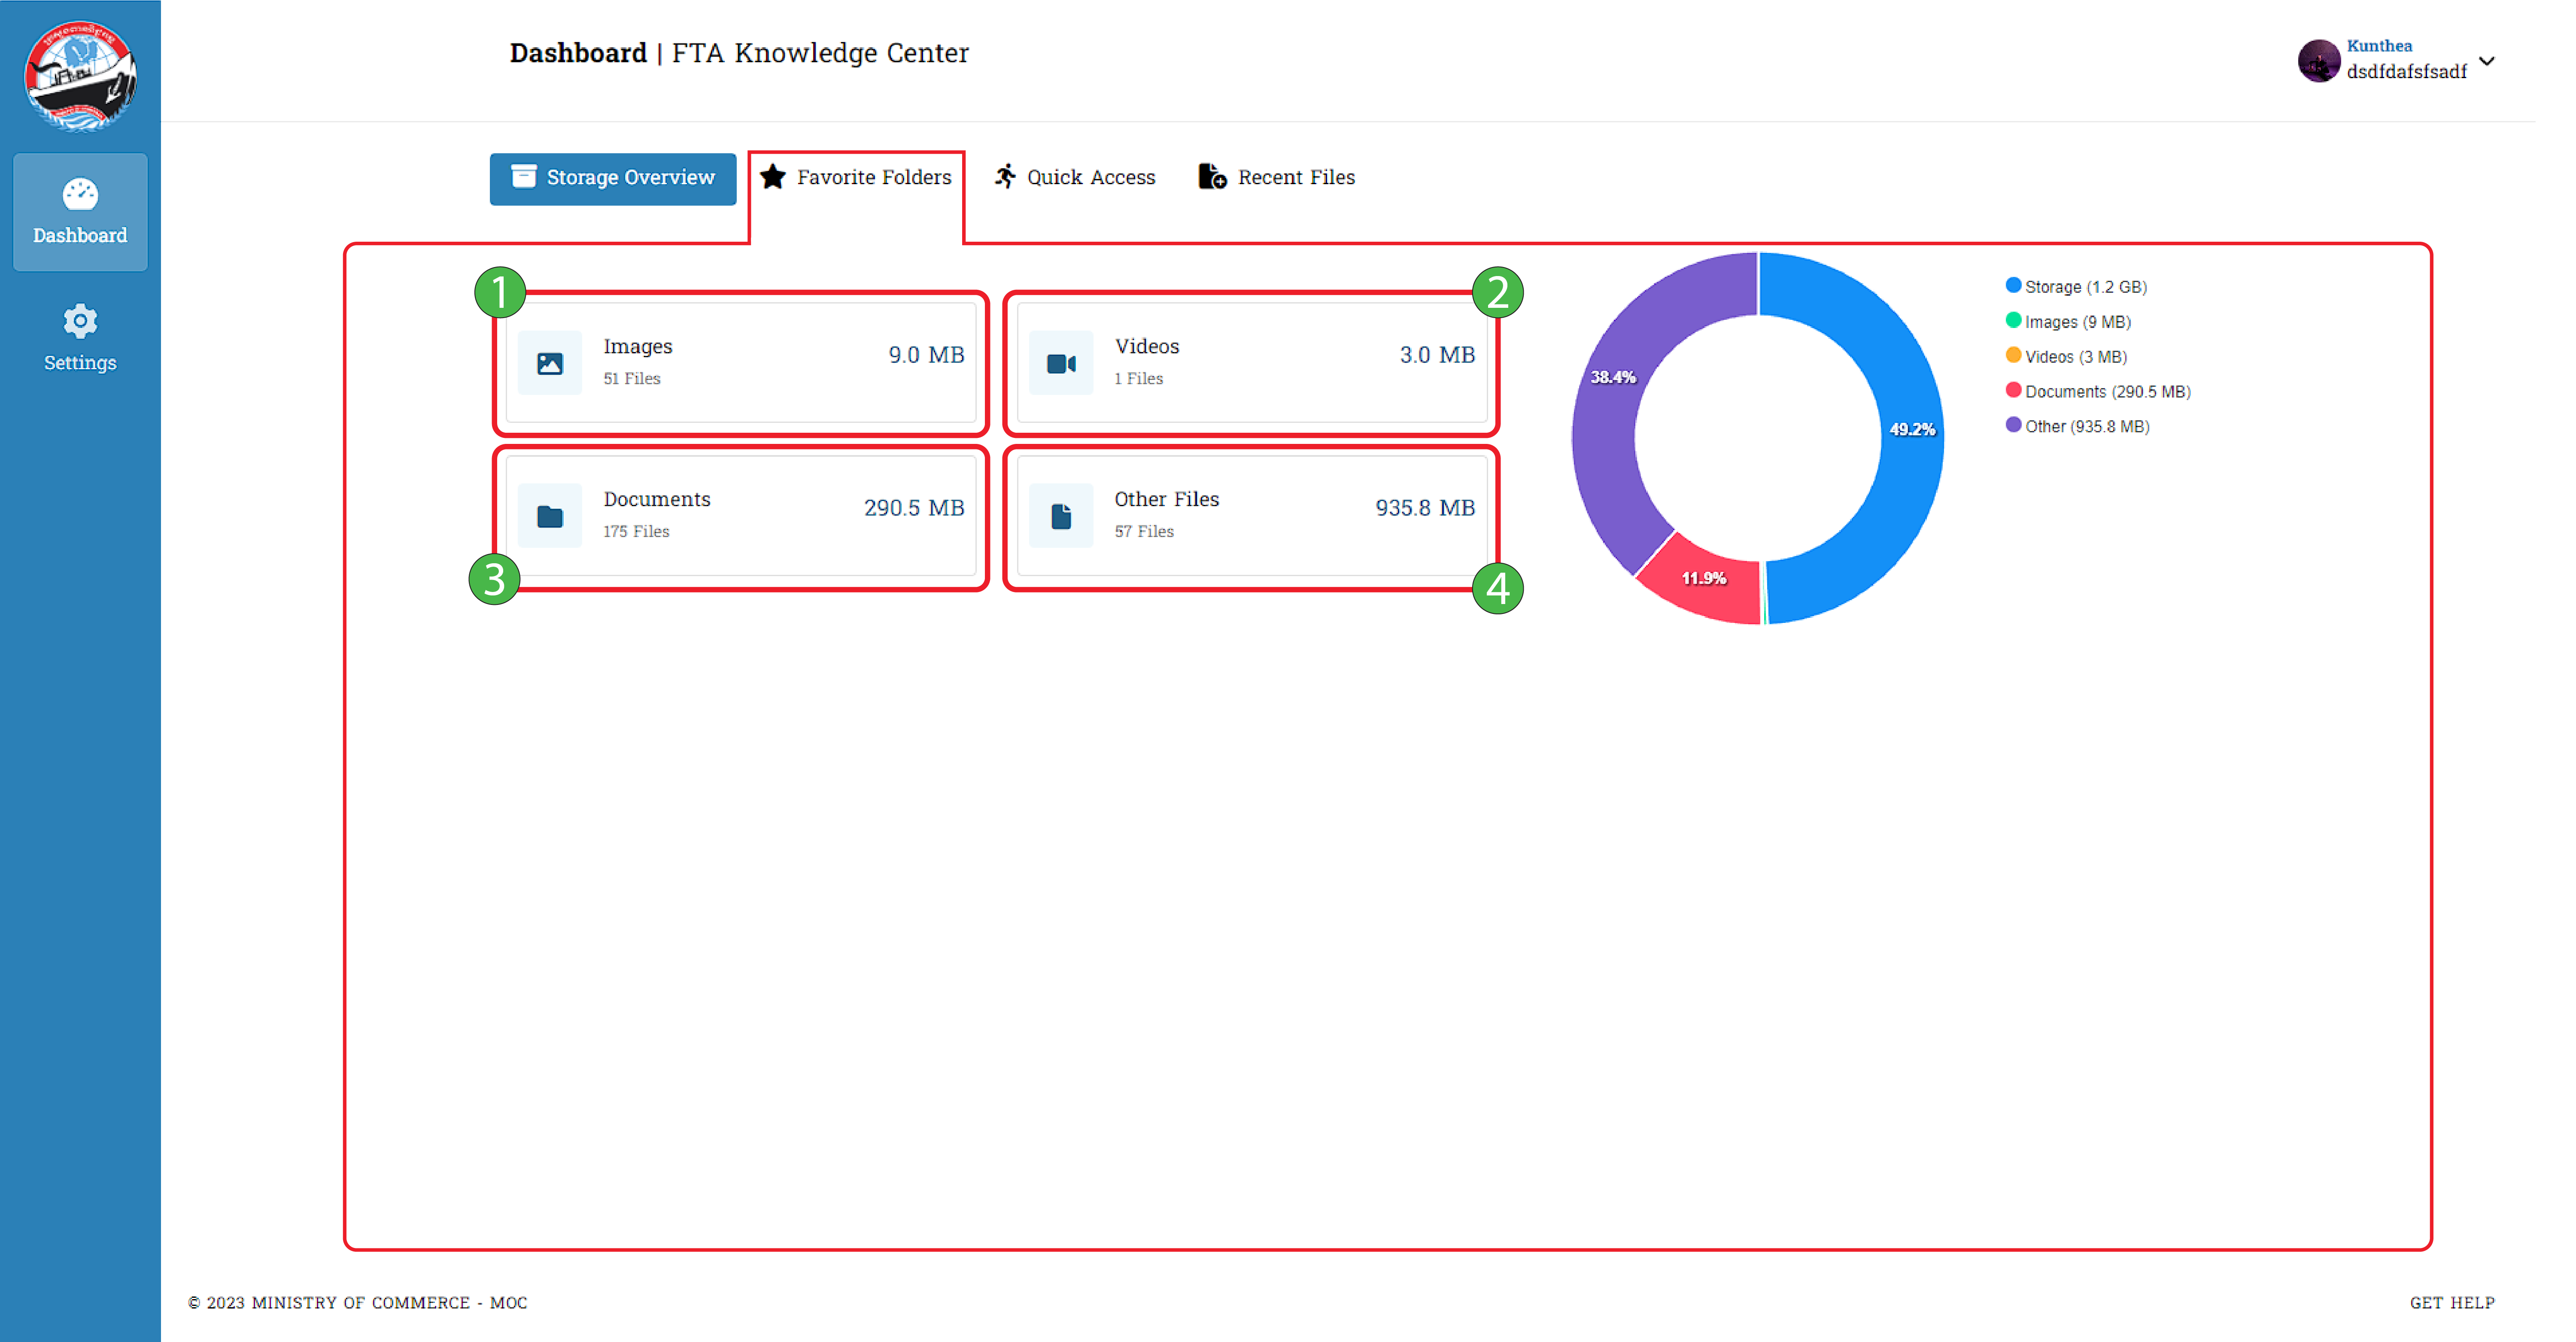 Dashboard | FTA Knowledge Center
Kunthea
dsdfdafsfsadf
Dashboard
Settings
Storage Overview
Favorite Folders
Quick Access
Recent Files
1
Images
51 Files
9.0 MB
2
Videos
1 Files
3.0 MB
3
Documents
175 Files
290.5 MB
4
Other Files
57 Files
935.8 MB
38.4%
49.2%
11.9%
Storage (1.2 GB)
Images (9 MB)
Videos (3 MB)
Documents (290.5 MB)
Other (935.8 MB)
© 2023 MINISTRY OF COMMERCE - MOC
GET HELP